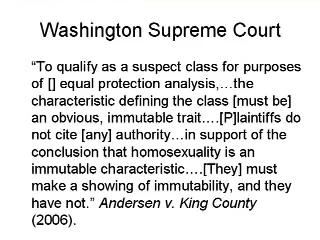 Washington Supreme Court
“To qualify as a suspect class for purposes
of [] equal protection analysis,…the
characteristic defining the class [must be]
an obvious, immutable trait….[P]laintiffs do
not cite [any] authority…in support of the
conclusion that homosexuality is an
immutable characteristic….[They] must
make a showing of immutability, and they
have not.” Andersen v. King County
(2006).